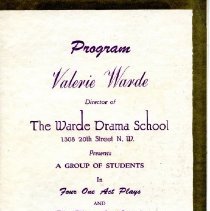 Program
Valerie Warde
Director of
The Warde Drama School
1308 20th Street N. W.
Presents
A GROUP OF STUDENTS
In
Four One Act Plays
AND